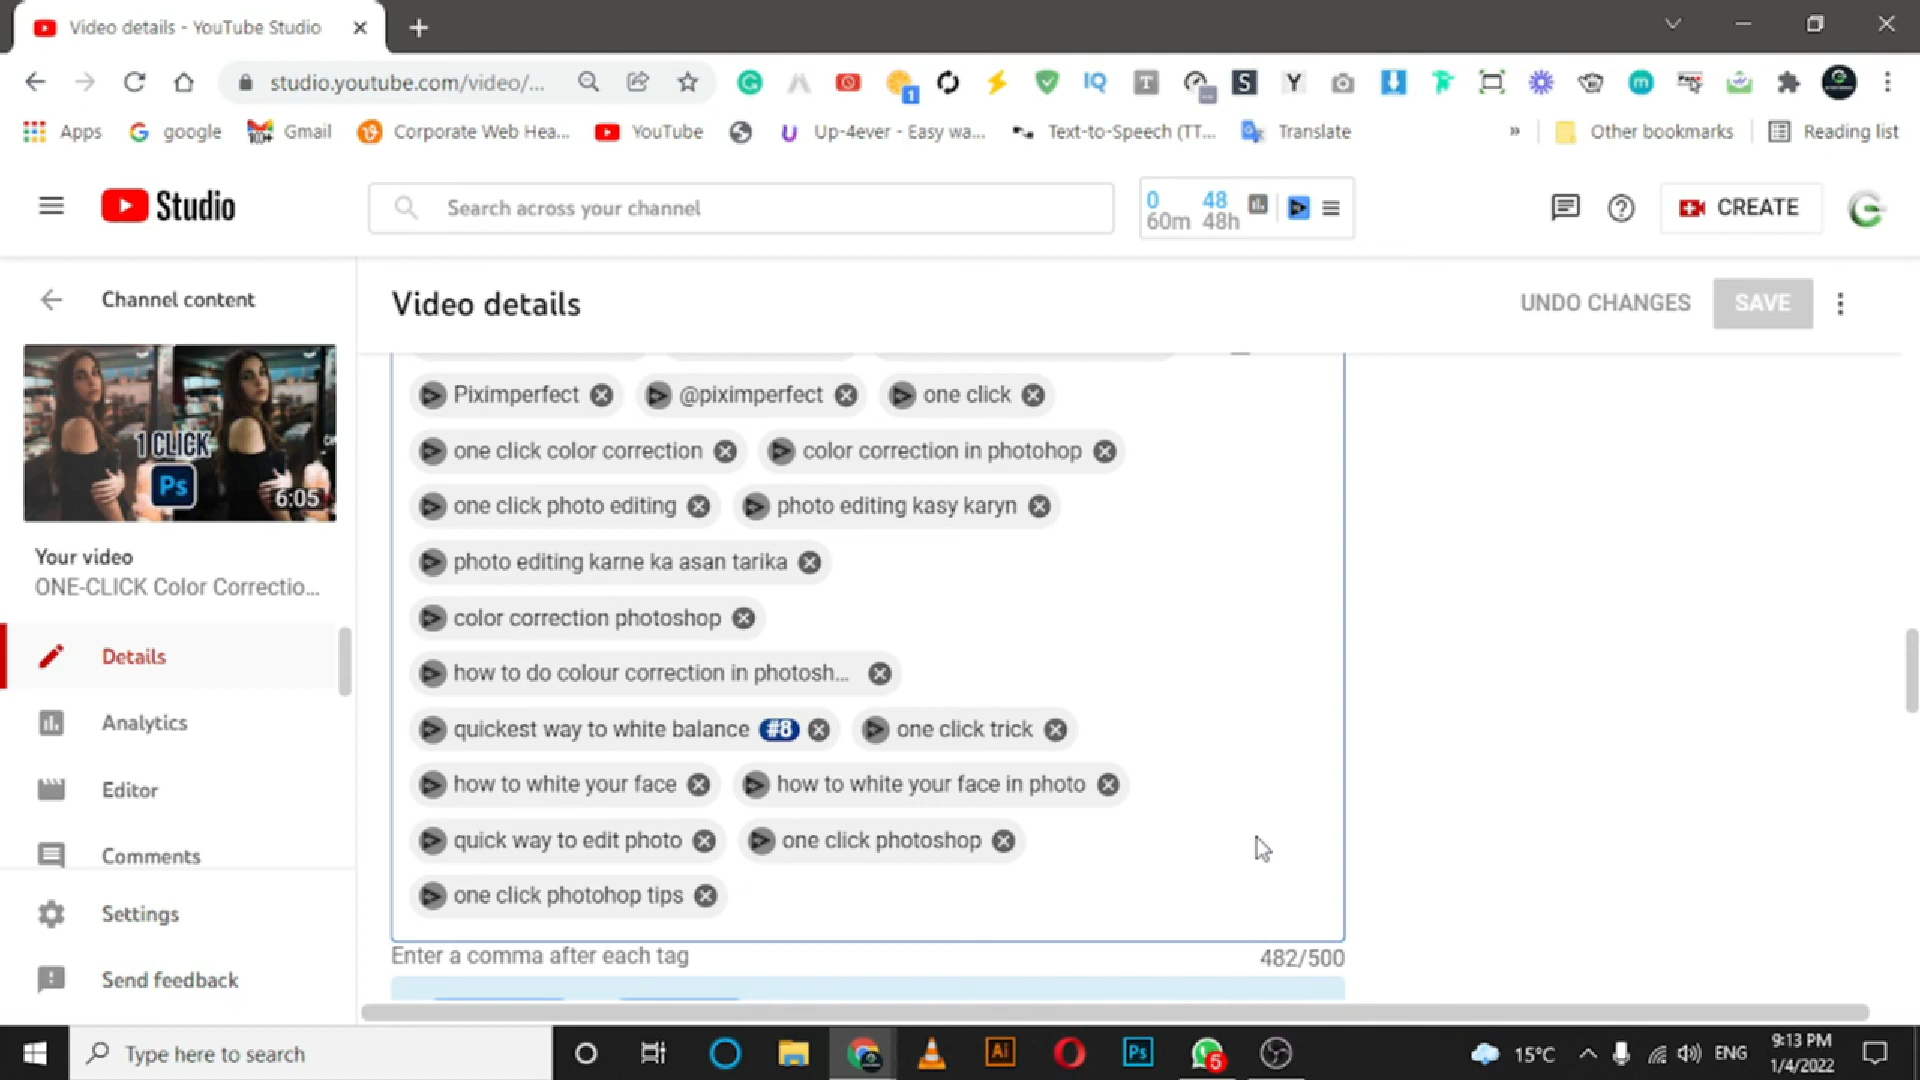 Video details - YouTube Studio
studio.youtube.com/video/...
1
IQ
T
S
Y
m
Apps
google
100+
Gmail
Corporate Web Hea...
YouTube
Up-4ever - Easy wa...
Text-to-Speech (TT...
Translate
»
Other bookmarks
Reading list
Studio
Search across your channel
0 48
60m 48h
CREATE
Channel content
Video details
UNDO CHANGES
SAVE
1 CLICK
Ps
6:05
Your video
ONE-CLICK Color Correctio...
Details
Analytics
Editor
Comments
Settings
Send feedback
Piximperfect @piximperfect one click
one click color correction color correction in photohop
one click photo editing photo editing kasy karyn
photo editing karne ka asan tarika
color correction photoshop
how to do colour correction in photosh...
quickest way to white balance #8 one click trick
how to white your face how to white your face in photo
quick way to edit photo one click photoshop
one click photohop tips
Enter a comma after each tag 482/500
Type here to search
Ai
Ps
5
15°C
ENG
9:13 PM
1/4/2022